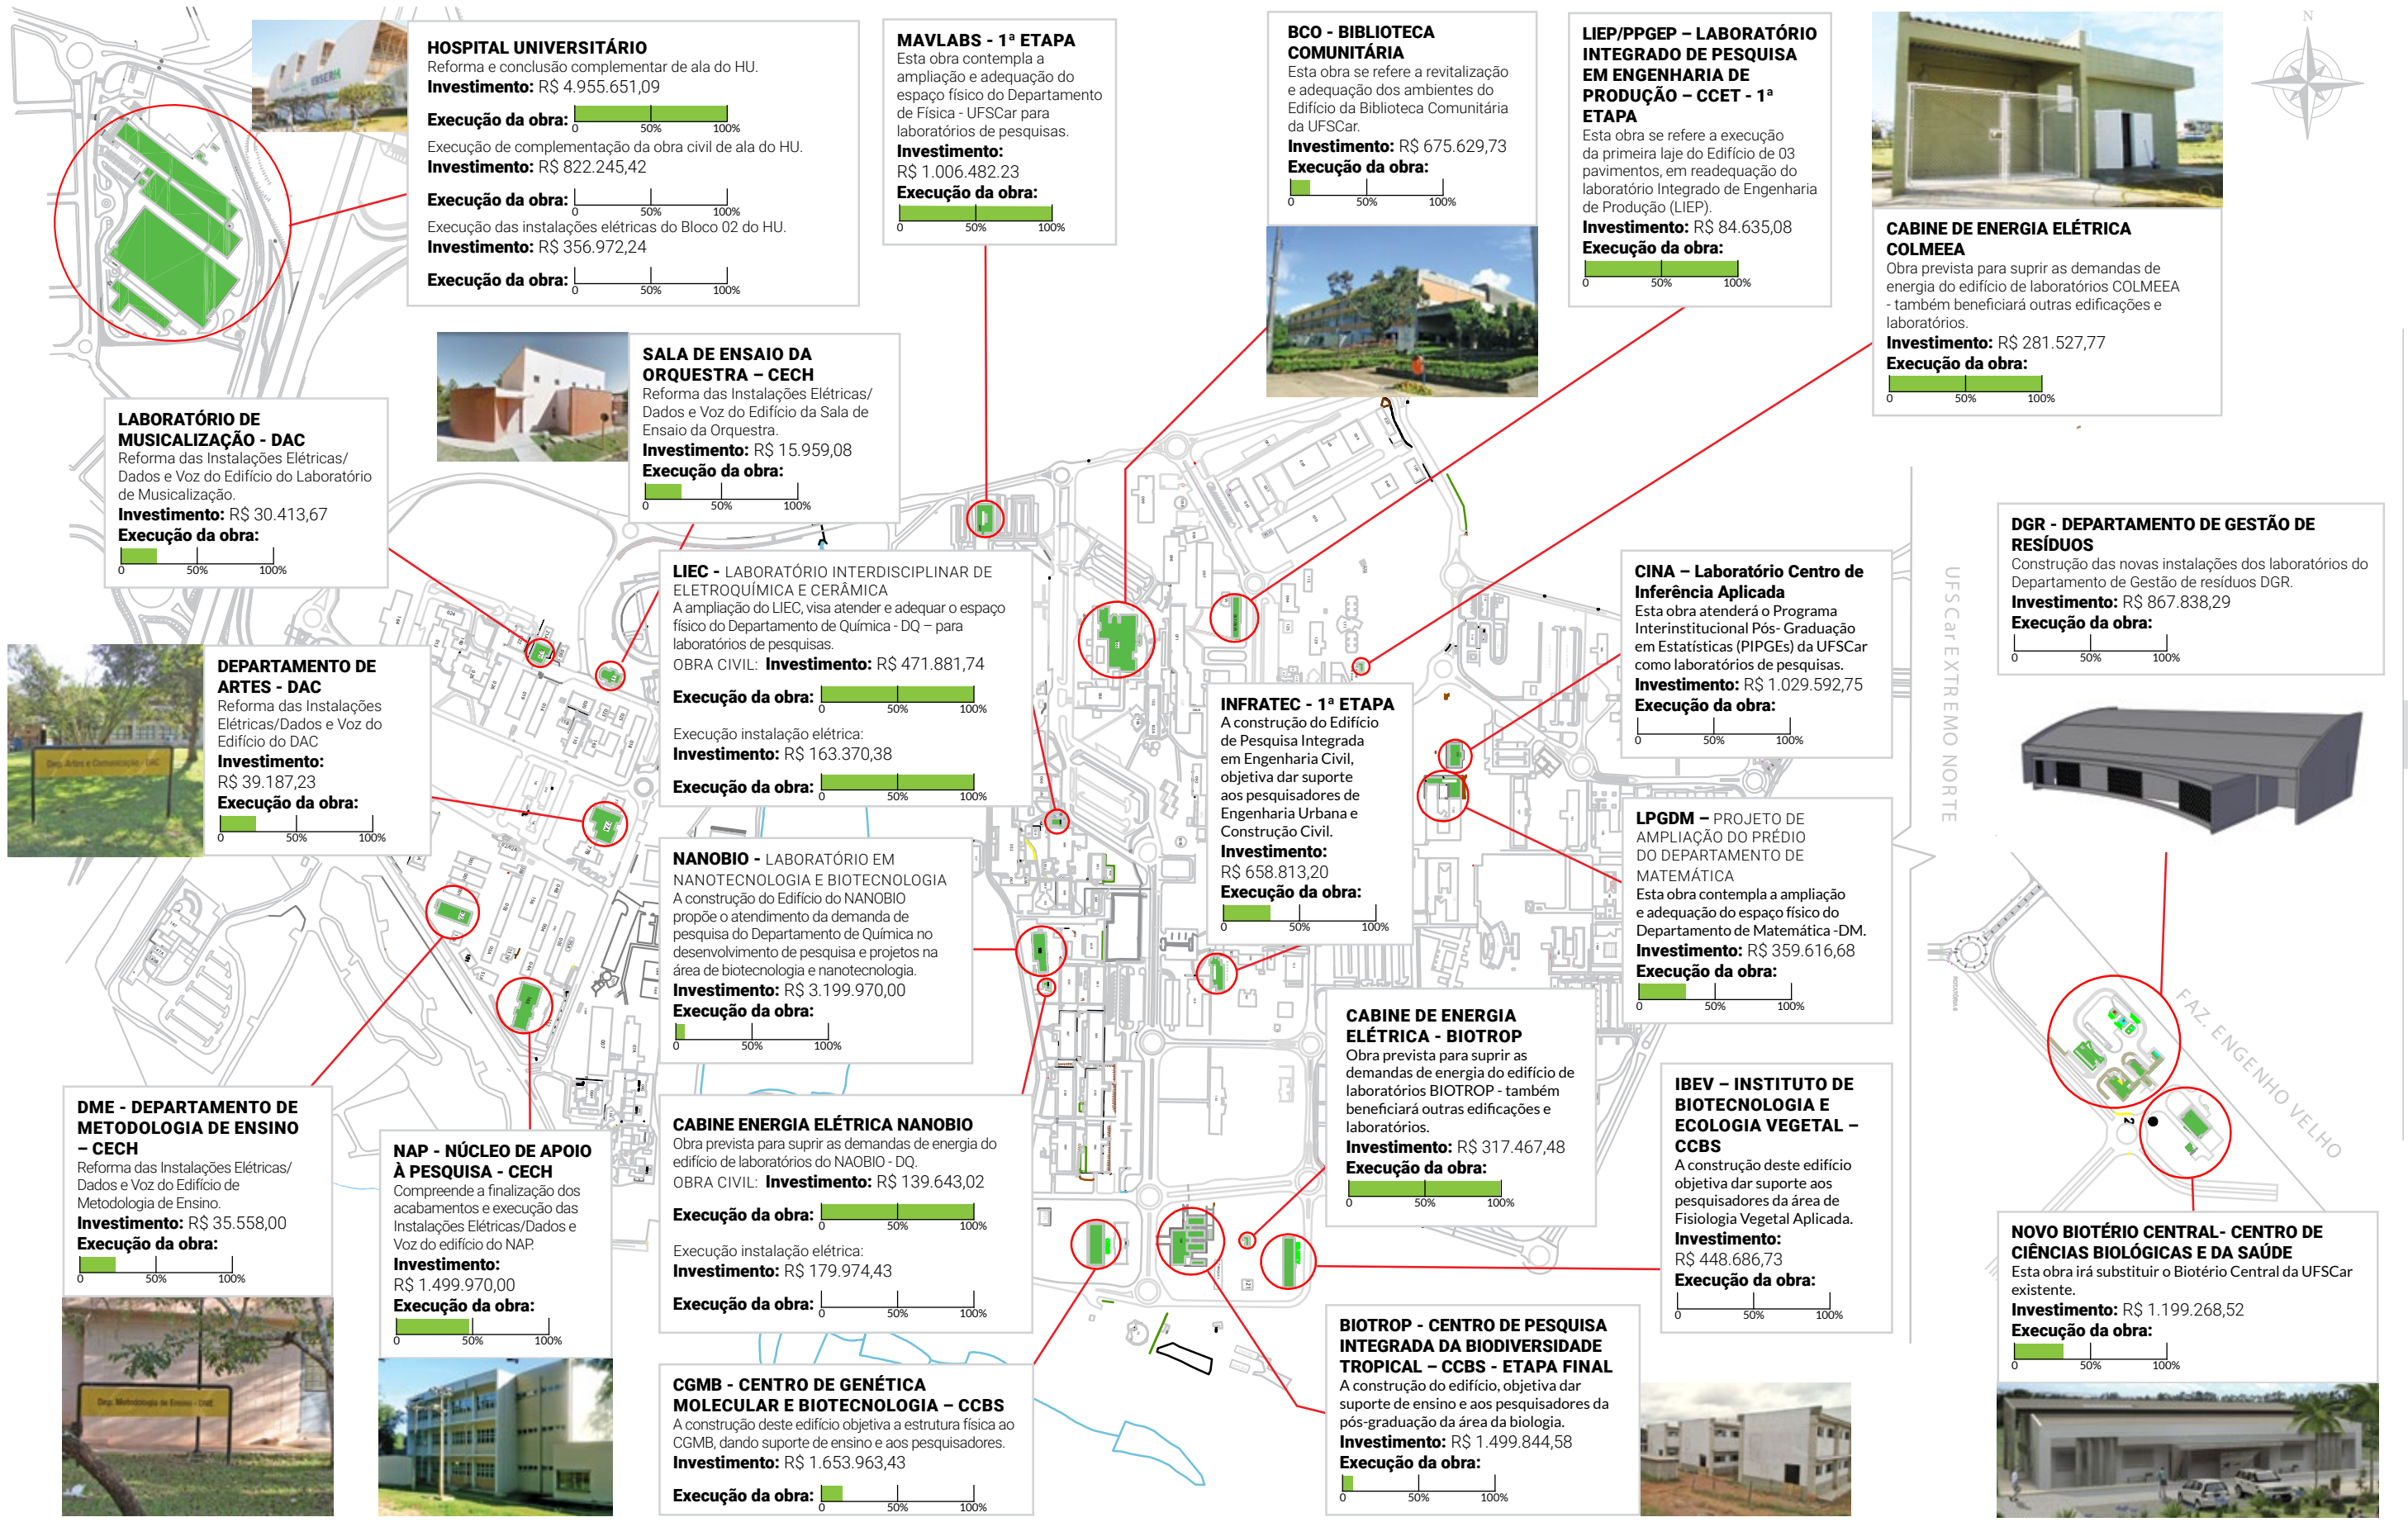 HOSPITAL UNIVERSITÁRIO
Reforma e conclusão complementar de ala do HU.
Investimento: R$ 4.955.651,09
Execução da obra:
0 50% 100%
Execução de complementação da obra civil de ala do HU.
Investimento: R$ 822.245,42
Execução da obra:
0 50% 100%
Execução das instalações elétricas do Bloco 02 do HU.
Investimento: R$ 356.972,24
Execução da obra:
0 50% 100%
MAVLABS - 1ª ETAPA
Esta obra contempla a
ampliação e adequação do
espaço físico do Departamento
de Física - UFSCar para
laboratórios de pesquisas.
Investimento:
R$ 1.006.482.23
Execução da obra:
0 50% 100%
BCO - BIBLIOTECA
COMUNITÁRIA
Esta obra se refere a revitalização
e adequação dos ambientes do
Edifício da Biblioteca Comunitária
da UFSCar.
Investimento: R$ 675.629,73
Execução da obra:
0 50% 100%
LIEP/PPGEP – LABORATÓRIO
INTEGRADO DE PESQUISA
EM ENGENHARIA DE
PRODUÇÃO – CCET - 1ª
ETAPA
Esta obra se refere a execução
da primeira laje do Edifício de 03
pavimentos, em readequação do
laboratório Integrado de Engenharia
de Produção (LIEP).
Investimento: R$ 84.635,08
Execução da obra:
0 50% 100%
N
CABINE DE ENERGIA ELÉTRICA
COLMEEA
Obra prevista para suprir as demandas de
energia do edifício de laboratórios COLMEEA
- também beneficiará outras edificações e
laboratórios.
Investimento: R$ 281.527,77
Execução da obra:
0 50% 100%
SALA DE ENSAIO DA
ORQUESTRA – CECH
Reforma das Instalações Elétricas/
Dados e Voz do Edifício da Sala de
Ensaio da Orquestra.
Investimento: R$ 15.959,08
Execução da obra:
0 50% 100%
LABORATÓRIO DE
MUSICALIZAÇÃO - DAC
Reforma das Instalações Elétricas/
Dados e Voz do Edifício do Laboratório
de Musicalização.
Investimento: R$ 30.413,67
Execução da obra:
0 50% 100%
DEPARTAMENTO DE
ARTES - DAC
Reforma das Instalações
Elétricas/Dados e Voz do
Edifício do DAC
Investimento:
R$ 39.187,23
Execução da obra:
0 50% 100%
Dep. Artes e Comunicação - DAC
LIEC - LABORATÓRIO INTERDISCIPLINAR DE
ELETROQUÍMICA E CERÂMICA
A ampliação do LIEC, visa atender e adequar o espaço
físico do Departamento de Química - DQ – para
laboratórios de pesquisas.
OBRA CIVIL: Investimento: R$ 471.881,74
Execução da obra:
0 50% 100%
Execução instalação elétrica:
Investimento: R$ 163.370,38
Execução da obra:
0 50% 100%
NANOBIO - LABORATÓRIO EM
NANOTECNOLOGIA E BIOTECNOLOGIA
A construção do Edifício do NANOBIO
propõe o atendimento da demanda de
pesquisa do Departamento de Química no
desenvolvimento de pesquisa e projetos na
área de biotecnologia e nanotecnologia.
Investimento: R$ 3.199.970,00
Execução da obra:
0 50% 100%
INFRATEC - 1ª ETAPA
A construção do Edifício
de Pesquisa Integrada
em Engenharia Civil,
objetiva dar suporte
aos pesquisadores de
Engenharia Urbana e
Construção Civil.
Investimento:
R$ 658.813,20
Execução da obra:
0 50% 100%
CINA – Laboratório Centro de
Inferência Aplicada
Esta obra atenderá o Programa
Interinstitucional Pós- Graduação
em Estatísticas (PIPGEs) da UFSCar
como laboratórios de pesquisas.
Investimento: R$ 1.029.592,75
Execução da obra:
0 50% 100%
LPGDM – PROJETO DE
AMPLIAÇÃO DO PRÉDIO
DO DEPARTAMENTO DE
MATEMÁTICA
Esta obra contempla a ampliação
e adequação do espaço físico do
Departamento de Matemática -DM.
Investimento: R$ 359.616,68
Execução da obra:
0 50% 100%
UFSCar EXTREMO NORTE
DGR - DEPARTAMENTO DE GESTÃO DE
RESÍDUOS
Construção das novas instalações dos laboratórios do
Departamento de Gestão de resíduos DGR.
Investimento: R$ 867.838,29
Execução da obra:
0 50% 100%
FAZ. ENGENHO VELHO
2
DME - DEPARTAMENTO DE
METODOLOGIA DE ENSINO
– CECH
Reforma das Instalações Elétricas/
Dados e Voz do Edifício de
Metodologia de Ensino.
Investimento: R$ 35.558,00
Execução da obra:
0 50% 100%
Dep. Metodologia de Ensino - DME
NAP - NÚCLEO DE APOIO
À PESQUISA - CECH
Compreende a finalização dos
acabamentos e execução das
Instalações Elétricas/Dados e
Voz do edifício do NAP.
Investimento:
R$ 1.499.970,00
Execução da obra:
0 50% 100%
CABINE ENERGIA ELÉTRICA NANOBIO
Obra prevista para suprir as demandas de energia do
edifício de laboratórios do NAOBIO - DQ.
OBRA CIVIL: Investimento: R$ 139.643,02
Execução da obra:
0 50% 100%
Execução instalação elétrica:
Investimento: R$ 179.974,43
Execução da obra:
0 50% 100%
CGMB - CENTRO DE GENÉTICA
MOLECULAR E BIOTECNOLOGIA – CCBS
A construção deste edifício objetiva a estrutura física ao
CGMB, dando suporte de ensino e aos pesquisadores.
Investimento: R$ 1.653.963,43
Execução da obra:
0 50% 100%
CABINE DE ENERGIA
ELÉTRICA - BIOTROP
Obra prevista para suprir as
demandas de energia do edifício de
laboratórios BIOTROP - também
beneficiará outras edificações e
laboratórios.
Investimento: R$ 317.467,48
Execução da obra:
0 50% 100%
IBEV – INSTITUTO DE
BIOTECNOLOGIA E
ECOLOGIA VEGETAL –
CCBS
A construção deste edifício
objetiva dar suporte aos
pesquisadores da área de
Fisiologia Vegetal Aplicada.
Investimento:
R$ 448.686,73
Execução da obra:
0 50% 100%
BIOTROP - CENTRO DE PESQUISA
INTEGRADA DA BIODIVERSIDADE
TROPICAL – CCBS - ETAPA FINAL
A construção do edifício, objetiva dar
suporte de ensino e aos pesquisadores da
pós-graduação da área da biologia.
Investimento: R$ 1.499.844,58
Execução da obra:
0 50% 100%
NOVO BIOTÉRIO CENTRAL- CENTRO DE
CIÊNCIAS BIOLÓGICAS E DA SAÚDE
Esta obra irá substituir o Biotério Central da UFSCar
existente.
Investimento: R$ 1.199.268,52
Execução da obra:
0 50% 100%